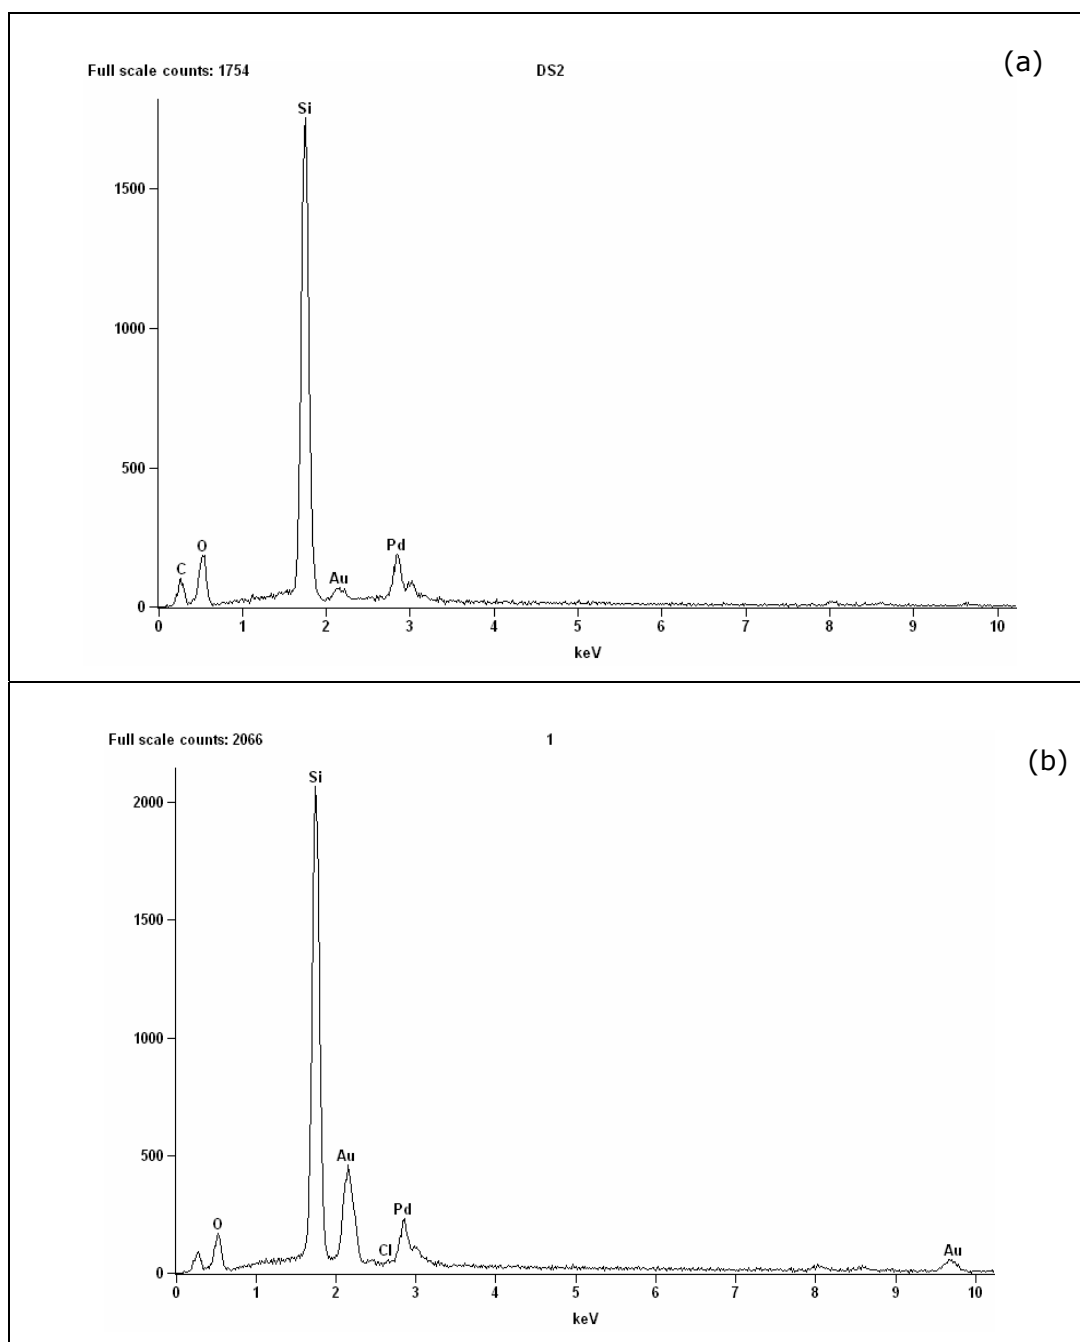 (a)
Full scale counts: 1754 DS2
Si
1500
1000
500
C O Au Pd
0
0 1 2 3 4 5 6 7 8 9 10
keV
(b)
Full scale counts: 2066 1
Si
2000
1500
1000
500
Au
O Cl Pd Au
0
0 1 2 3 4 5 6 7 8 9 10
keV